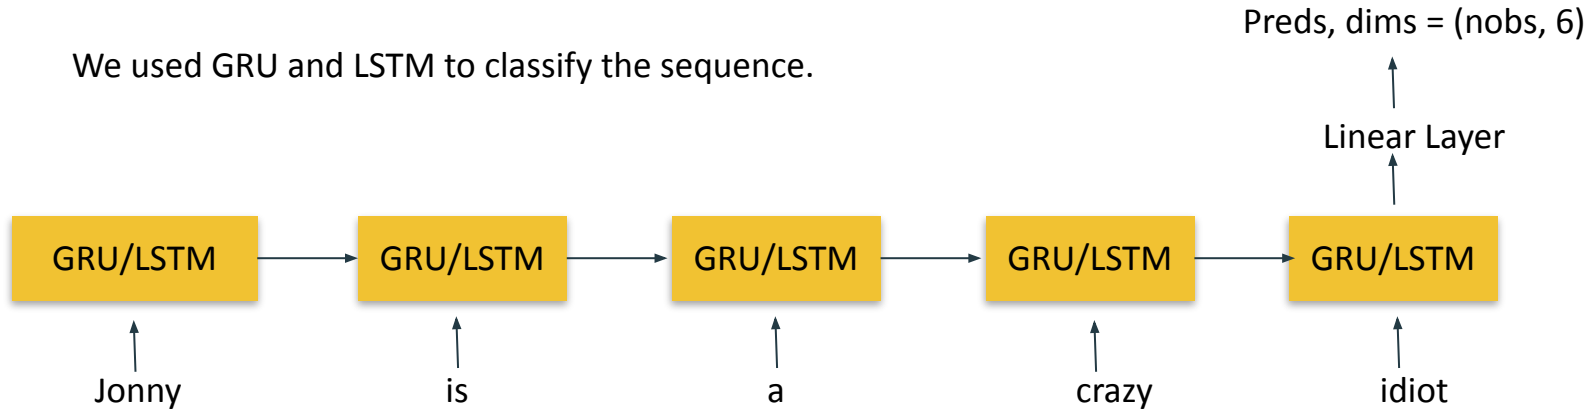 Preds, dims = (nobs, 6)
We used GRU and LSTM to classify the sequence.
Linear Layer
GRU/LSTM GRU/LSTM GRU/LSTM GRU/LSTM GRU/LSTM
Jonny is a crazy idiot